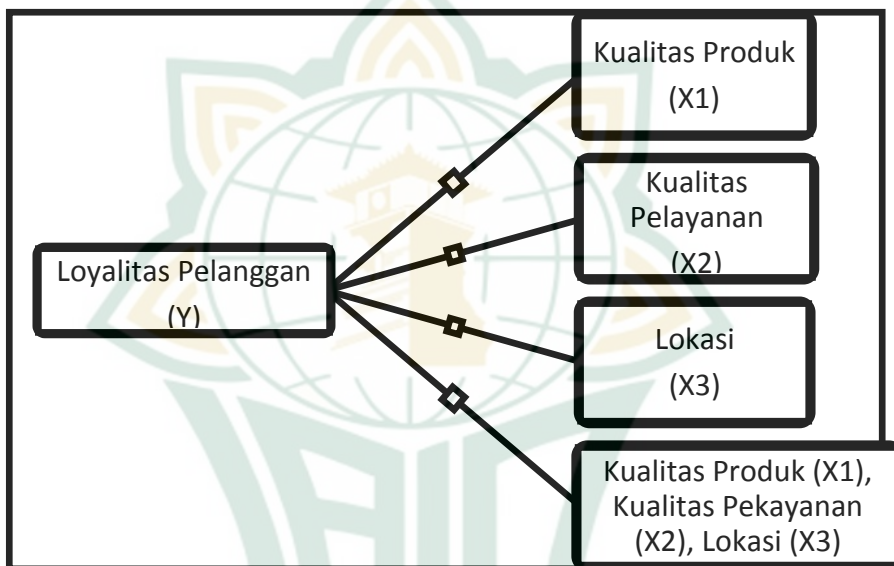 Kualitas Produk
(X1)
Kualitas
Pelayanan
(X2)
Loyalitas Pelanggan
(Y)
Lokasi
(X3)
Kualitas Produk (X1),
Kualitas Pekayanan
(X2), Lokasi (X3)